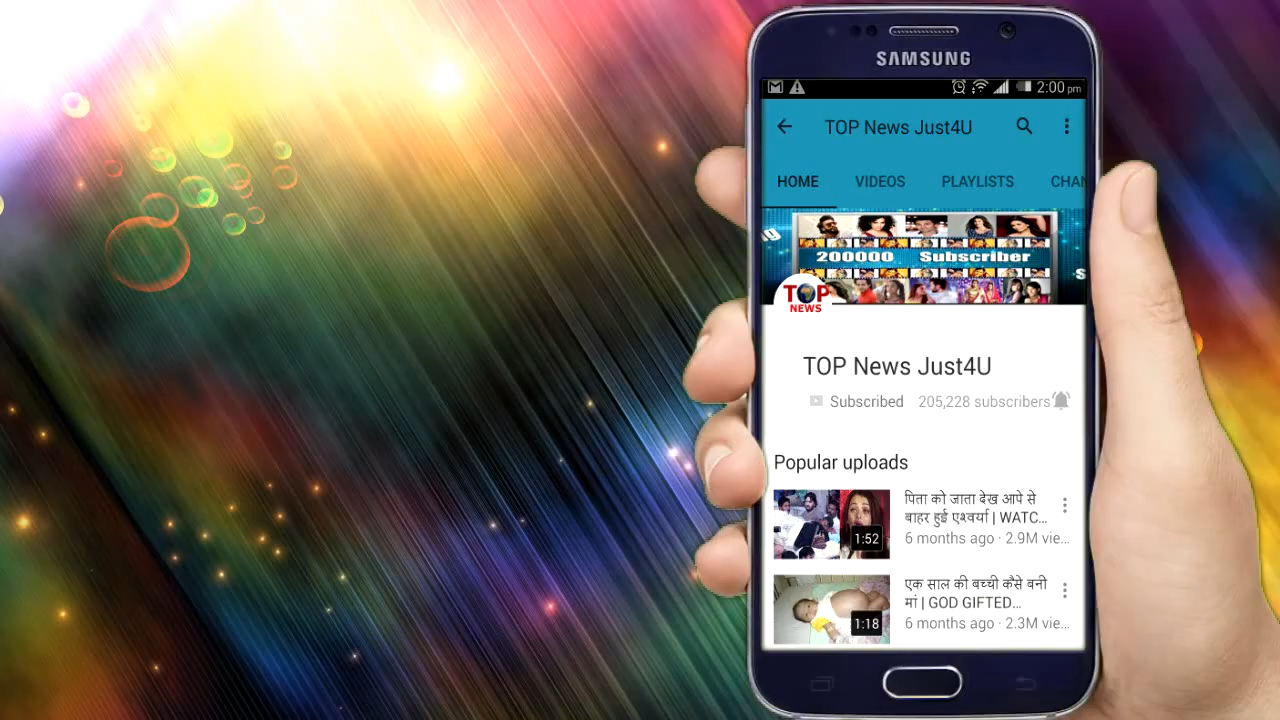 SAMSUNG
2:00 pm
TOP News Just4U
HOME VIDEOS PLAYLISTS CHAN
200000 Subscriber
TOP
NEWS
TOP News Just4U
Subscribed 205,228 subscribers
Popular uploads
पिता को जाता देख आपे से
बाहर हुई एश्वर्या | WATC...
6 months ago · 2.9M vie...
1:52
एक साल की बच्ची कैसे बनी
मां | GOD GIFTED...
6 months ago · 2.3M vie...
1:18